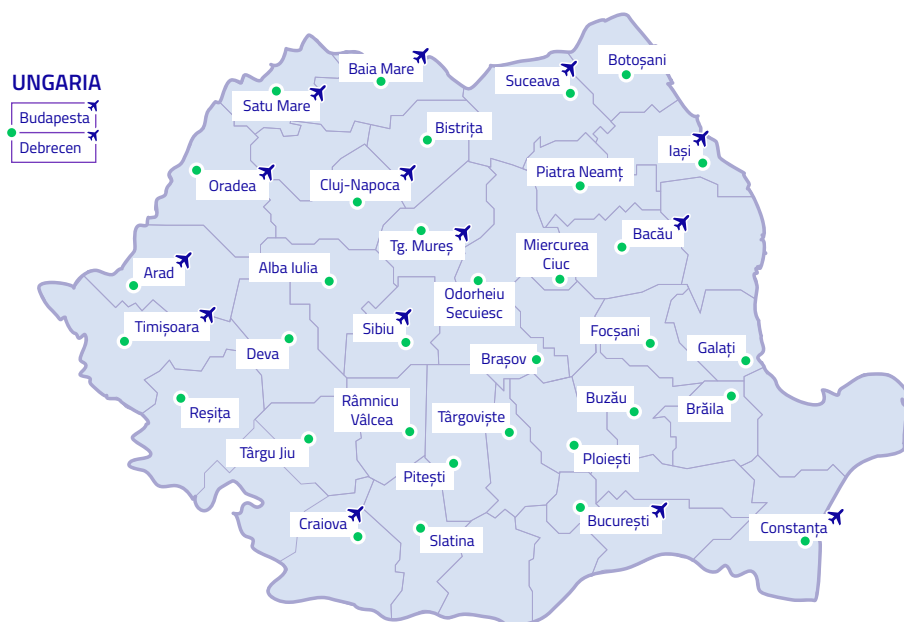 UNGARIA
Budapesta
Debrecen
Baia Mare
Satu Mare
Suceava
Botoșani
Bistrița
Iași
Oradea
Cluj-Napoca
Piatra Neamț
Tg. Mureș
Miercurea
Ciuc
Bacău
Arad
Alba Iulia
Odorheiu
Secuiesc
Timișoara
Deva
Sibiu
Brașov
Focșani
Galați
Reșița
Râmnicu
Vâlcea
Târgoviște
Buzău
Brăila
Târgu Jiu
Pitești
Ploiești
Craiova
Slatina
București
Constanța